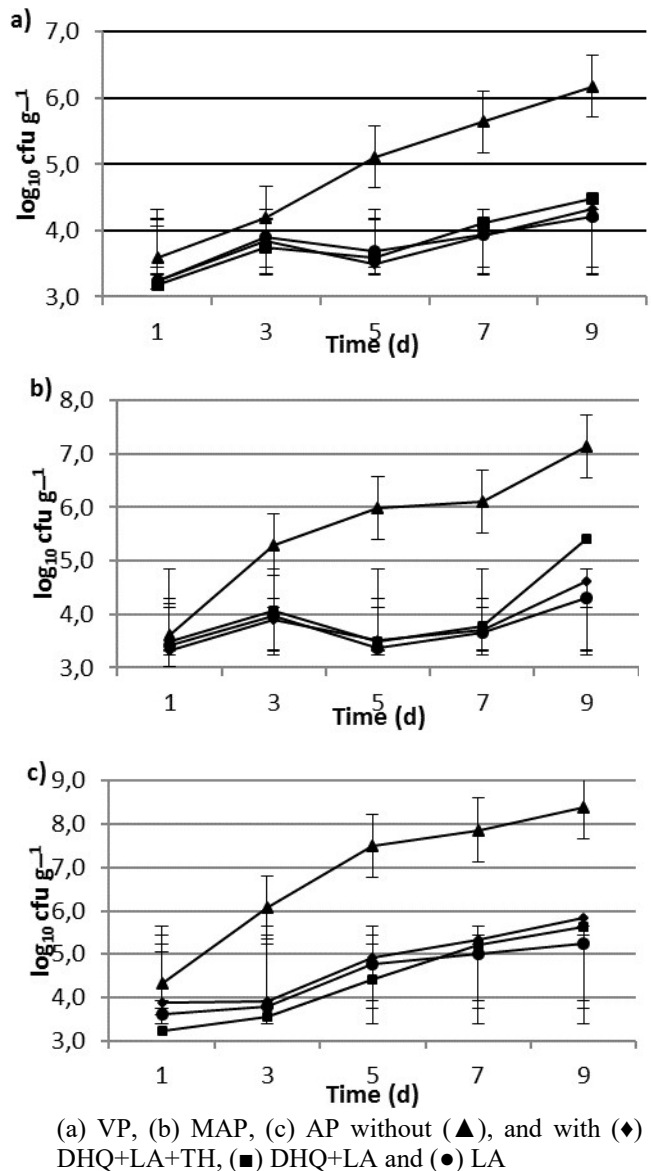 a)
7,0
6,0
5,0
4,0
3,0
log₁₀ cfu g⁻¹
1 3 5 7 9
Time (d)
b)
8,0
7,0
6,0
5,0
4,0
3,0
log₁₀ cfu g⁻¹
1 3 5 7 9
Time (d)
c)
9,0
8,0
7,0
6,0
5,0
4,0
3,0
log₁₀ cfu g⁻¹
1 3 5 7 9
Time (d)
(a) VP, (b) MAP, (c) AP without (▲), and with (♦)
DHQ+LA+TH, (■) DHQ+LA and (●) LA